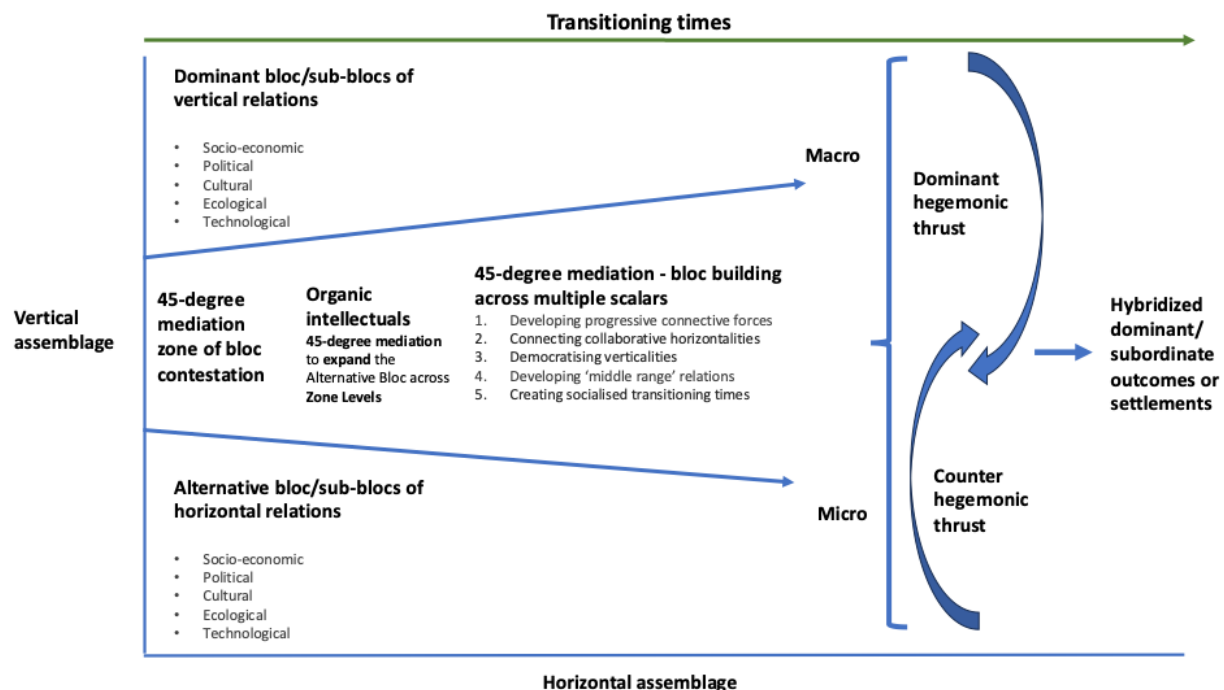 Transitioning times
Dominant bloc/sub-blocs of
vertical relations
• Socio-economic
• Political
• Cultural
• Ecological
• Technological
Macro
Dominant
hegemonic
thrust
Vertical
assemblage
45-degree
mediation
zone of bloc
contestation
Organic
intellectuals
45-degree mediation
to expand the
Alternative Bloc across
Zone Levels
45-degree mediation - bloc building
across multiple scalars
1. Developing progressive connective forces
2. Connecting collaborative horizontalities
3. Democratising verticalities
4. Developing ‘middle range’ relations
5. Creating socialised transitioning times
Hybridized
dominant/
subordinate
outcomes or
settlements
Alternative bloc/sub-blocs of
horizontal relations
• Socio-economic
• Political
• Cultural
• Ecological
• Technological
Micro
Counter
hegemonic
thrust
Horizontal assemblage